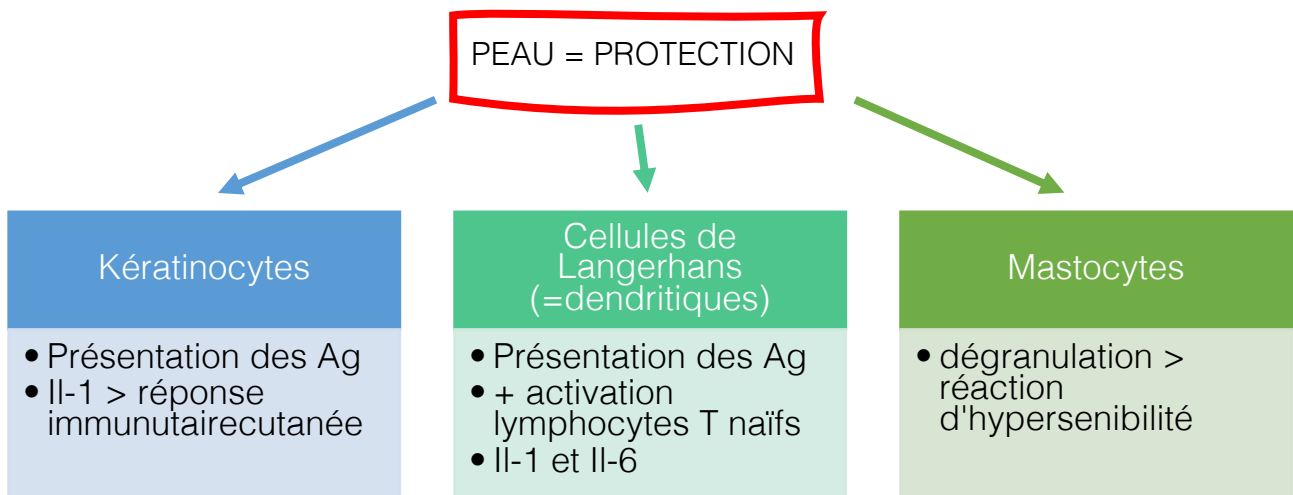 PEAU = PROTECTION
Kératinocytes
• Présentation des Ag
• Il-1 > réponse
immunutairecutanée
Cellules de
Langerhans
(=dendritiques)
• Présentation des Ag
• + activation
lymphocytes T naïfs
• Il-1 et Il-6
Mastocytes
• dégranulation >
réaction
d'hypersenibilité